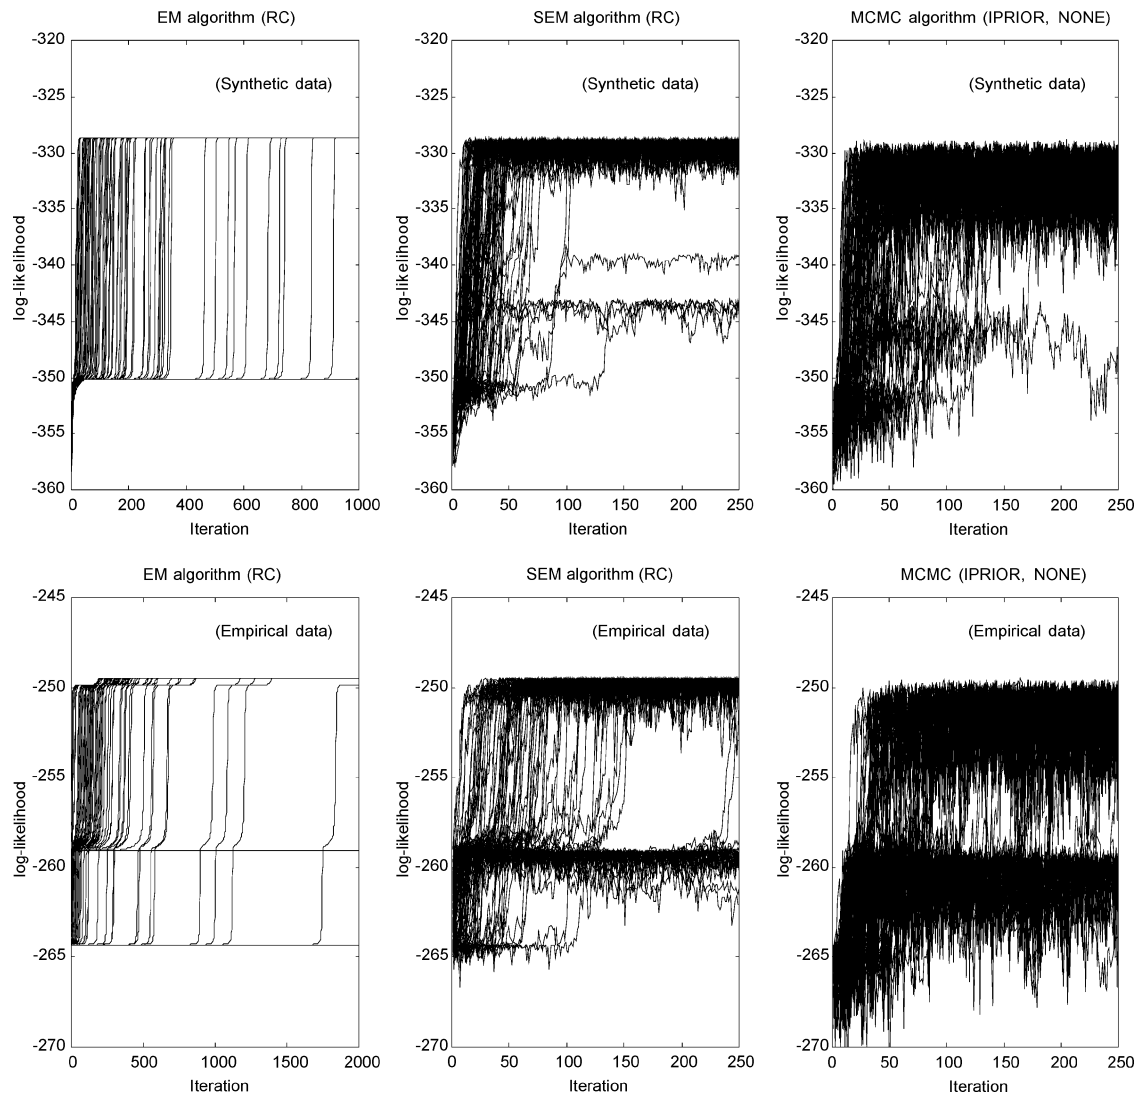 EM algorithm (RC)
SEM algorithm (RC)
MCMC algorithm (IPRIOR, NONE)
-320
-325
-330
-335
-340
-345
-350
-355
-360
(Synthetic data)
log-likelihood
0 200 400 600 800 1000
Iteration
-320
-325
-330
-335
-340
-345
-350
-355
-360
(Synthetic data)
log-likelihood
0 50 100 150 200 250
Iteration
-320
-325
-330
-335
-340
-345
-350
-355
-360
(Synthetic data)
log-likelihood
0 50 100 150 200 250
Iteration
EM algorithm (RC)
SEM algorithm (RC)
MCMC (IPRIOR, NONE)
-245
-250
-255
-260
-265
-270
(Empirical data)
log-likelihood
0 500 1000 1500 2000
Iteration
-245
-250
-255
-260
-265
-270
(Empirical data)
log-likelihood
0 50 100 150 200 250
Iteration
-245
-250
-255
-260
-265
-270
(Empirical data)
log-likelihood
0 50 100 150 200 250
Iteration